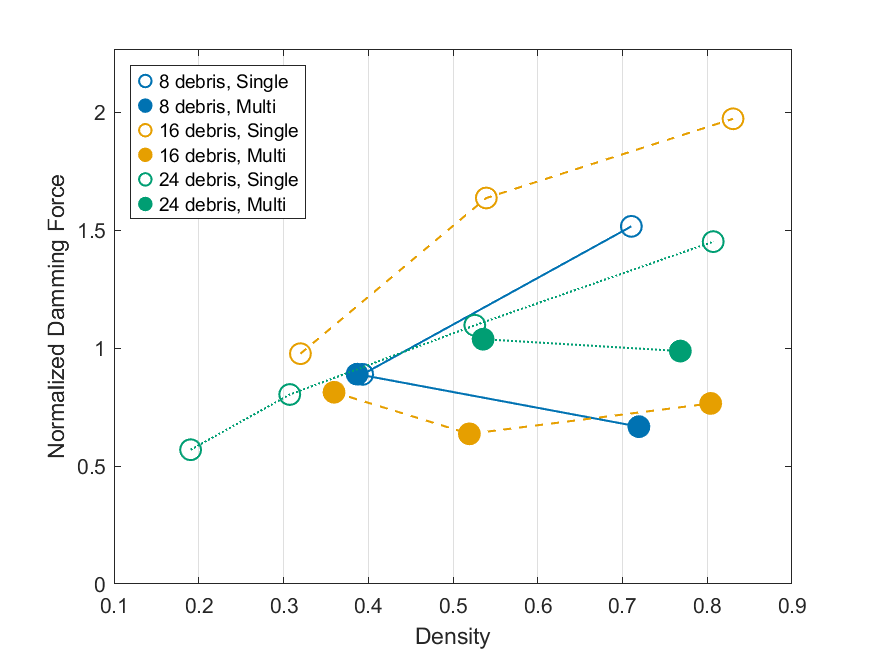 8 debris, Single
8 debris, Multi
16 debris, Single
16 debris, Multi
24 debris, Single
24 debris, Multi
2
1.5
1
0.5
0
Normalized Damming Force
0.1 0.2 0.3 0.4 0.5 0.6 0.7 0.8 0.9
Density